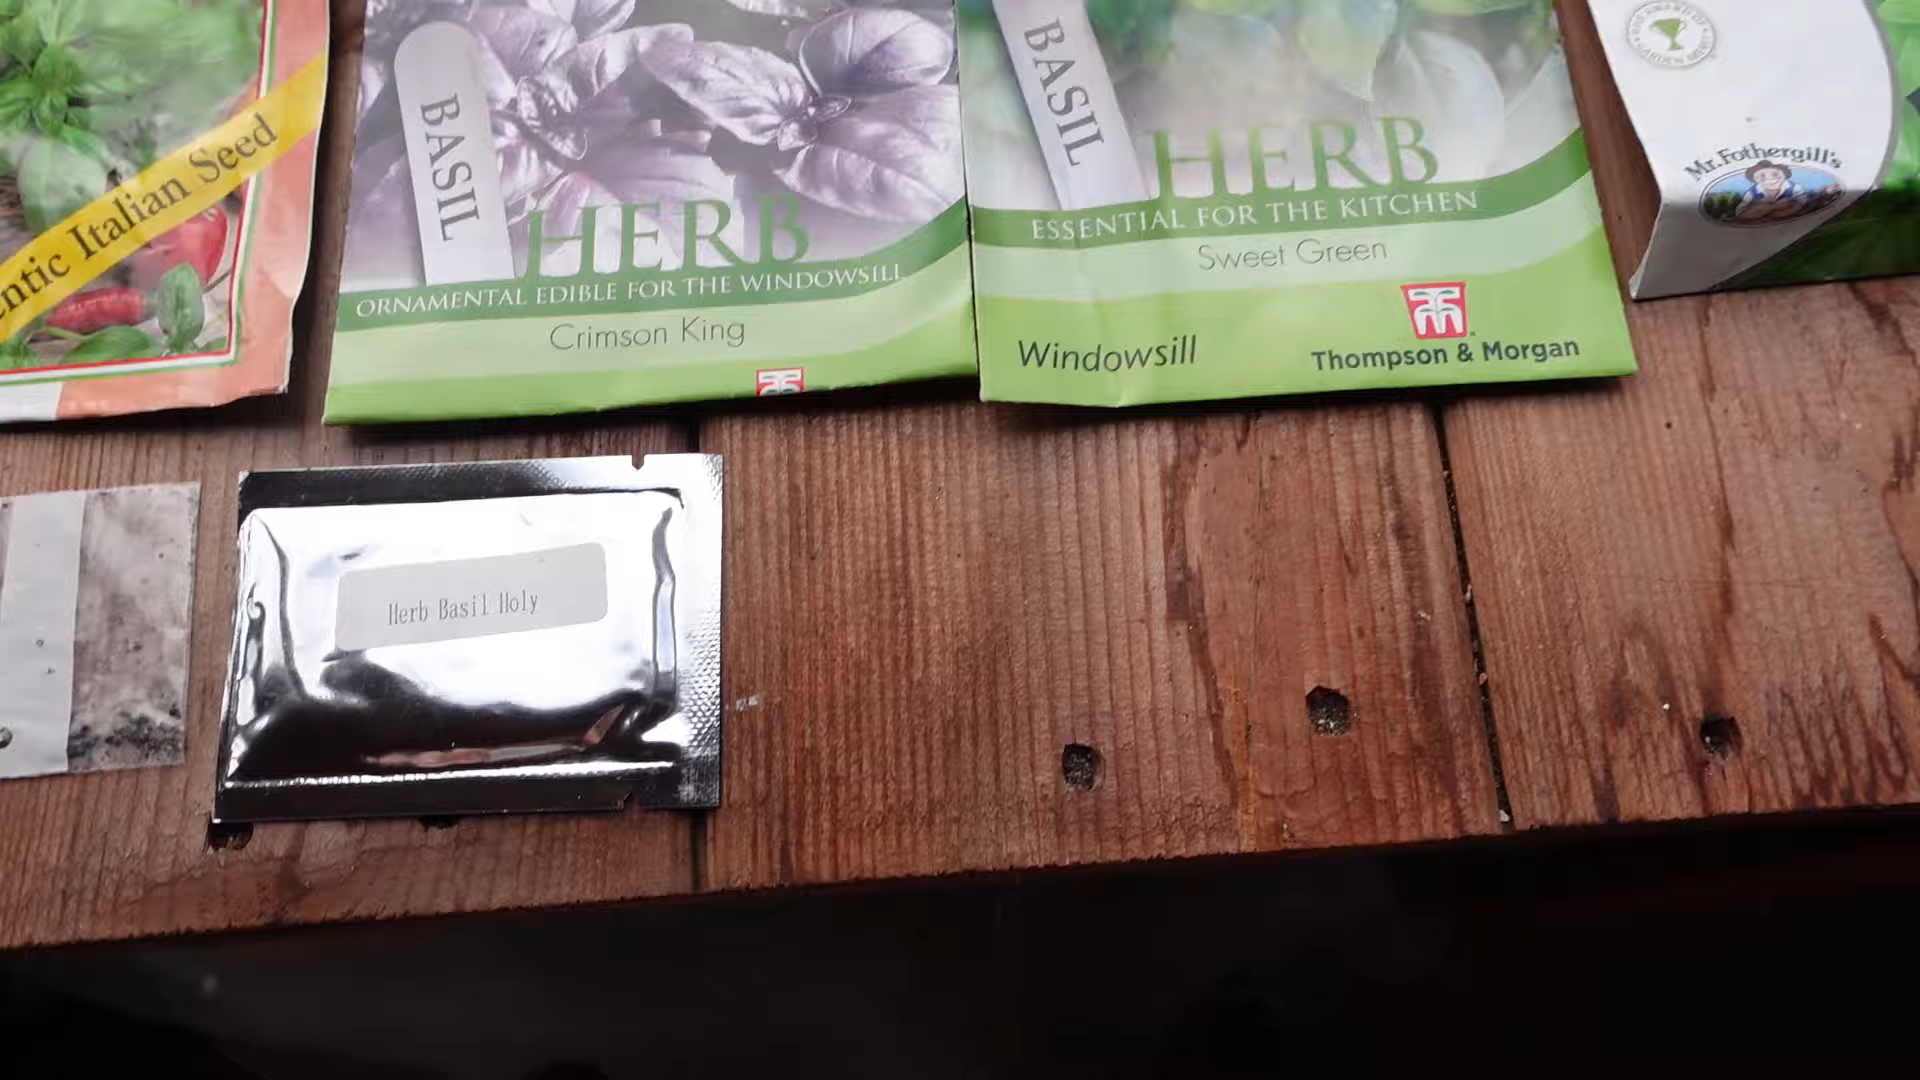 ntic Italian Seed
BASIL
HERB
ORNAMENTAL EDIBLE FOR THE WINDOWSILL
Crimson King
BASIL
HERB
ESSENTIAL FOR THE KITCHEN
Sweet Green
Windowsill
Thompson & Morgan
Mr.Fothergill's
Herb Basil Holy